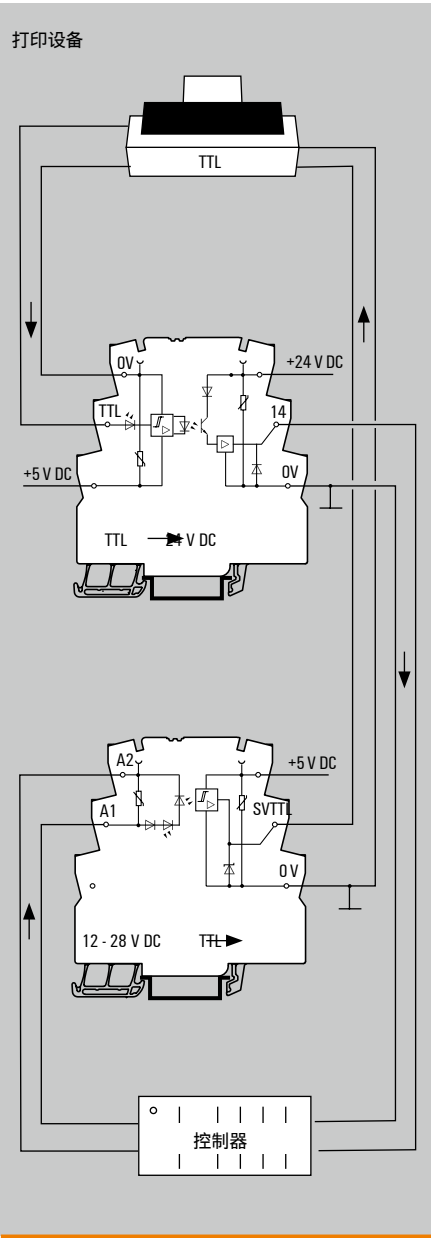 打印设备
TTL
0V
+24 V DC
TTL
14
+5 V DC
0V
TTL 24 V DC
A2
+5 V DC
A1
SVTTL
0 V
12 - 28 V DC TTL
控制器